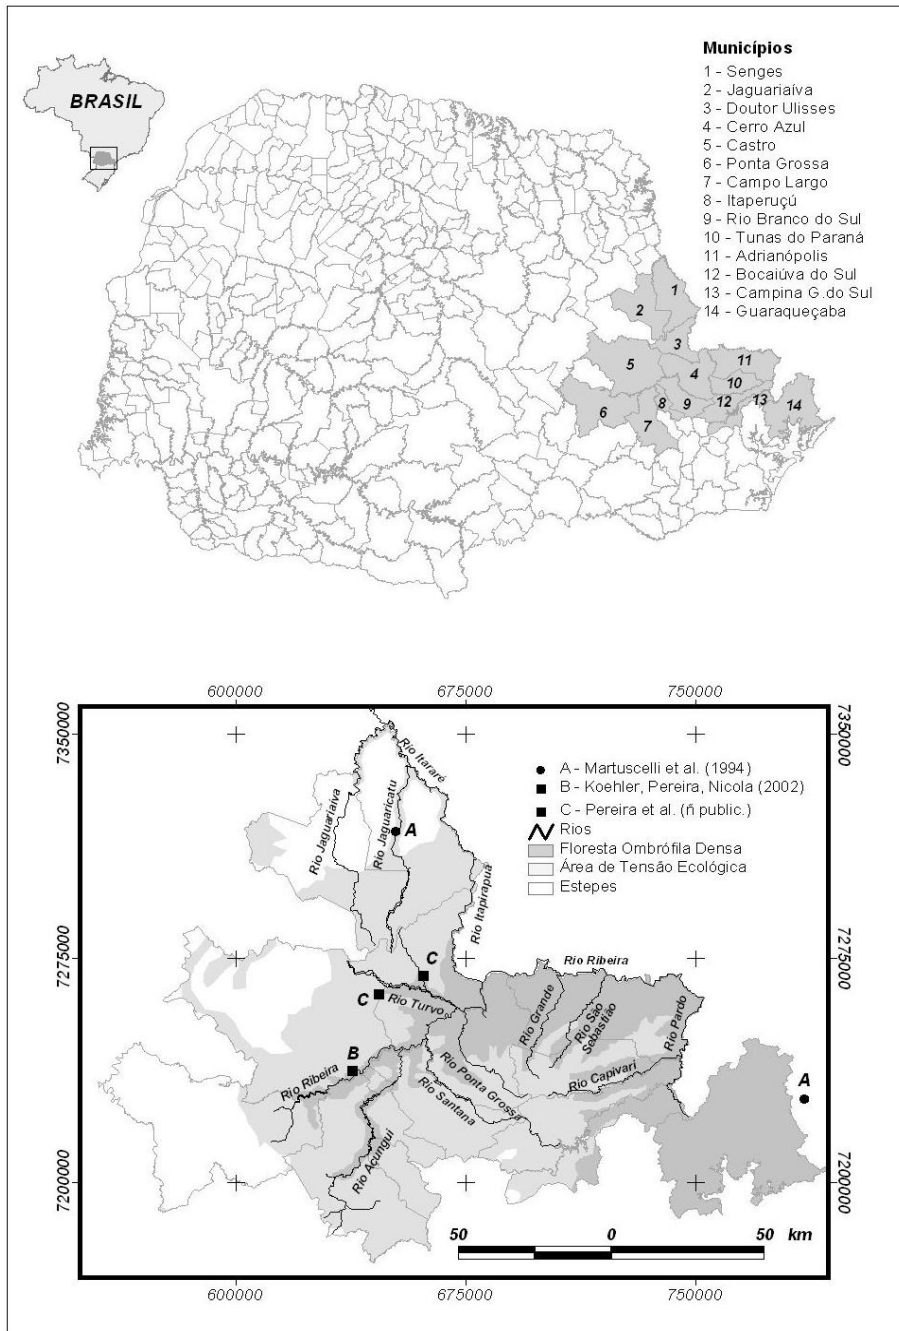 BRASIL
Municípios
1 - Senges
2 - Jaguariaíva
3 - Doutor Ulisses
4 - Cerro Azul
5 - Castro
6 - Ponta Grossa
7 - Campo Largo
8 - Itaperuçú
9 - Rio Branco do Sul
10 - Tunas do Paraná
11 - Adrianópolis
12 - Bocaiúva do Sul
13 - Campina G.do Sul
14 - Guaraqueçaba
1
2
3
5
4
11
10
8
9
12
13
14
6
7
600000
675000
750000
7350000
7350000
Rio Itararé
A - Martuscelli et al. (1994)
B - Koehler, Pereira, Nicola (2002)
C - Pereira et al. (ñ public.)
Rios
Floresta Ombrófila Densa
Área de Tensão Ecológica
Estepes
Rio Jaguariaíva
Rio Jaguaricatu
A
Rio Itapirapuã
7275000
7275000
C
Rio Ribeira
C
Rio Turvo
Rio Grande
Rio São
Sebastião
Rio Pardo
B
Rio Ribeira
Rio Ponta Grossa
Rio Santana
Rio Capivari
A
Rio Açungui
7200000
7200000
50
0
50
km
600000
675000
750000